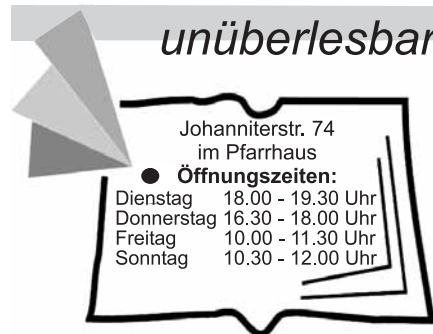 unüberlesbar
Johanniterstr. 74
im Pfarrhaus
● Öffnungszeiten:
Dienstag 18.00 - 19.30 Uhr
Donnerstag 16.30 - 18.00 Uhr
Freitag 10.00 - 11.30 Uhr
Sonntag 10.30 - 12.00 Uhr